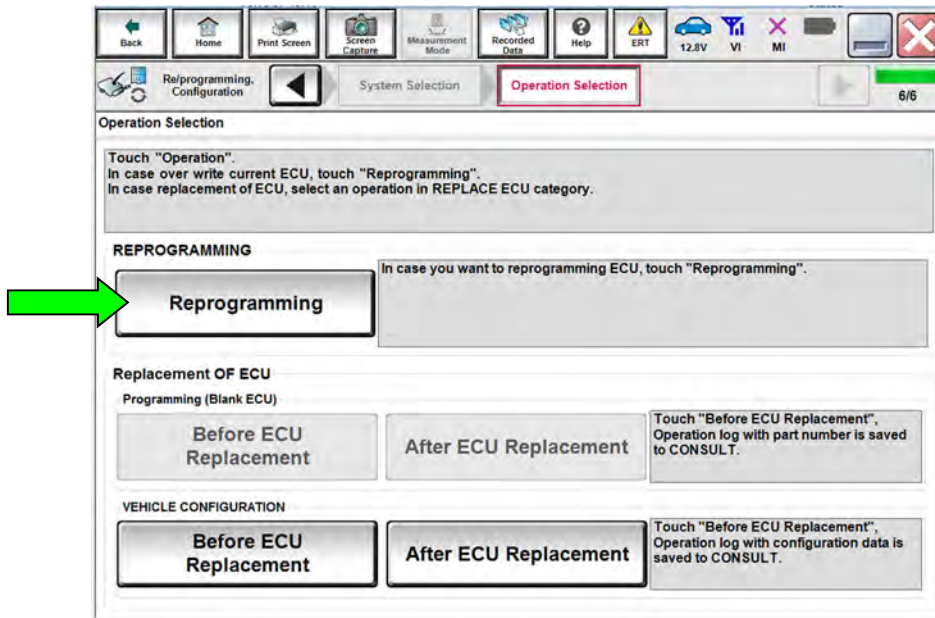 Back
Home
Print Screen
Screen
Capture
Measurement
Mode
Recorded
Data
Help
ERT
12.8V
VI
MI
Re/programming,
Configuration
System Selection
Operation Selection
6/6
Operation Selection
Touch "Operation".
In case over write current ECU, touch "Reprogramming".
In case replacement of ECU, select an operation in REPLACE ECU category.
REPROGRAMMING
Reprogramming
In case you want to reprogramming ECU, touch "Reprogramming".
Replacement OF ECU
Programming (Blank ECU)
Before ECU
Replacement
After ECU Replacement
Touch "Before ECU Replacement",
Operation log with part number is saved
to CONSULT.
VEHICLE CONFIGURATION
Before ECU
Replacement
After ECU Replacement
Touch "Before ECU Replacement",
Operation log with configuration data is
saved to CONSULT.